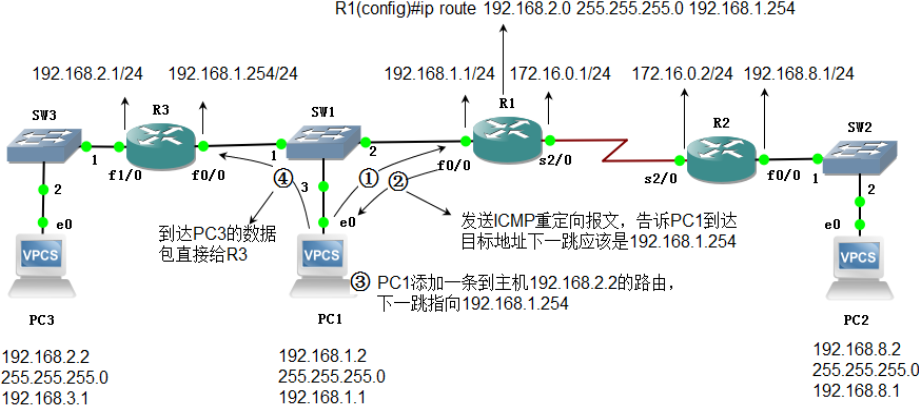 R1(config)#ip route 192.168.2.0 255.255.255.0 192.168.1.254
192.168.2.1/24
192.168.1.254/24
192.168.1.1/24
172.16.0.1/24
172.16.0.2/24
192.168.8.1/24
SW3
R3
SW1
R1
R2
SW2
1
f1/0
f0/0
1
2
f0/0
s2/0
s2/0
f0/0
1
2
3
2
④
①
②
e0
e0
e0
到达PC3的数据
包直接给R3
发送ICMP重定向报文，告诉PC1到达
目标地址下一跳应该是192.168.1.254
VPCS
VPCS
VPCS
③ PC1添加一条到主机192.168.2.2的路由，
下一跳指向192.168.1.254
PC3
PC1
PC2
192.168.2.2
255.255.255.0
192.168.3.1
192.168.1.2
255.255.255.0
192.168.1.1
192.168.8.2
255.255.255.0
192.168.8.1